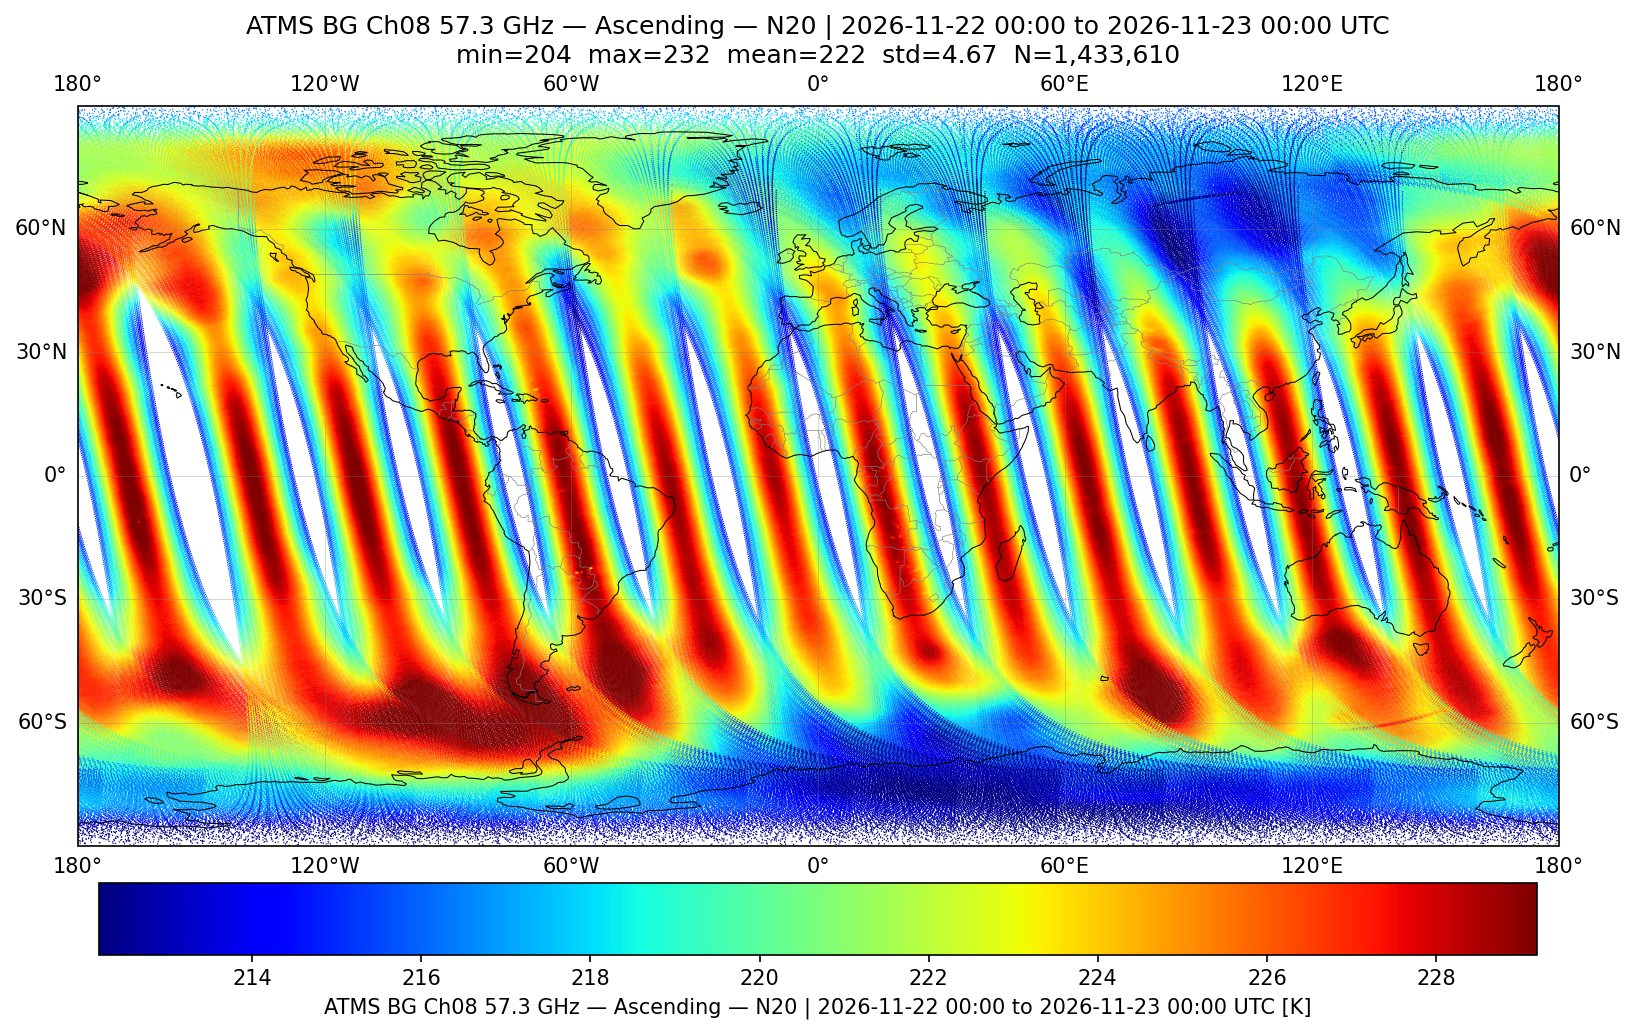 ATMS BG Ch08 57.3 GHz — Ascending — N20 | 2026-11-22 00:00 to 2026-11-23 00:00 UTC
min=204  max=232  mean=222  std=4.67  N=1,433,610
180° 120°W 60°W 0° 60°E 120°E 180°
60°N 60°N
30°N 30°N
0° 0°
30°S 30°S
60°S 60°S
180° 120°W 60°W 0° 60°E 120°E 180°
214 216 218 220 222 224 226 228
ATMS BG Ch08 57.3 GHz — Ascending — N20 | 2026-11-22 00:00 to 2026-11-23 00:00 UTC [K]